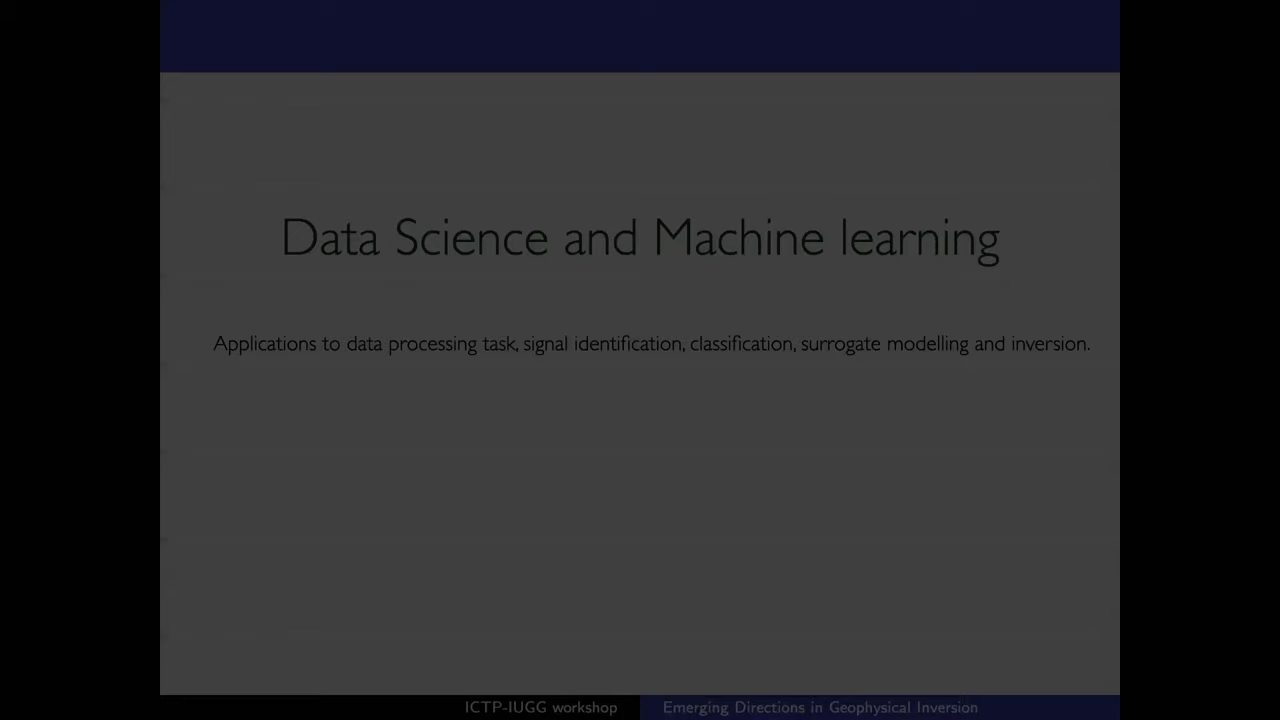 Data Science and Machine learning
Applications to data processing task, signal identification, classification, surrogate modelling and inversion.
ICTP-IUGG workshop
Emerging Directions in Geophysical Inversion